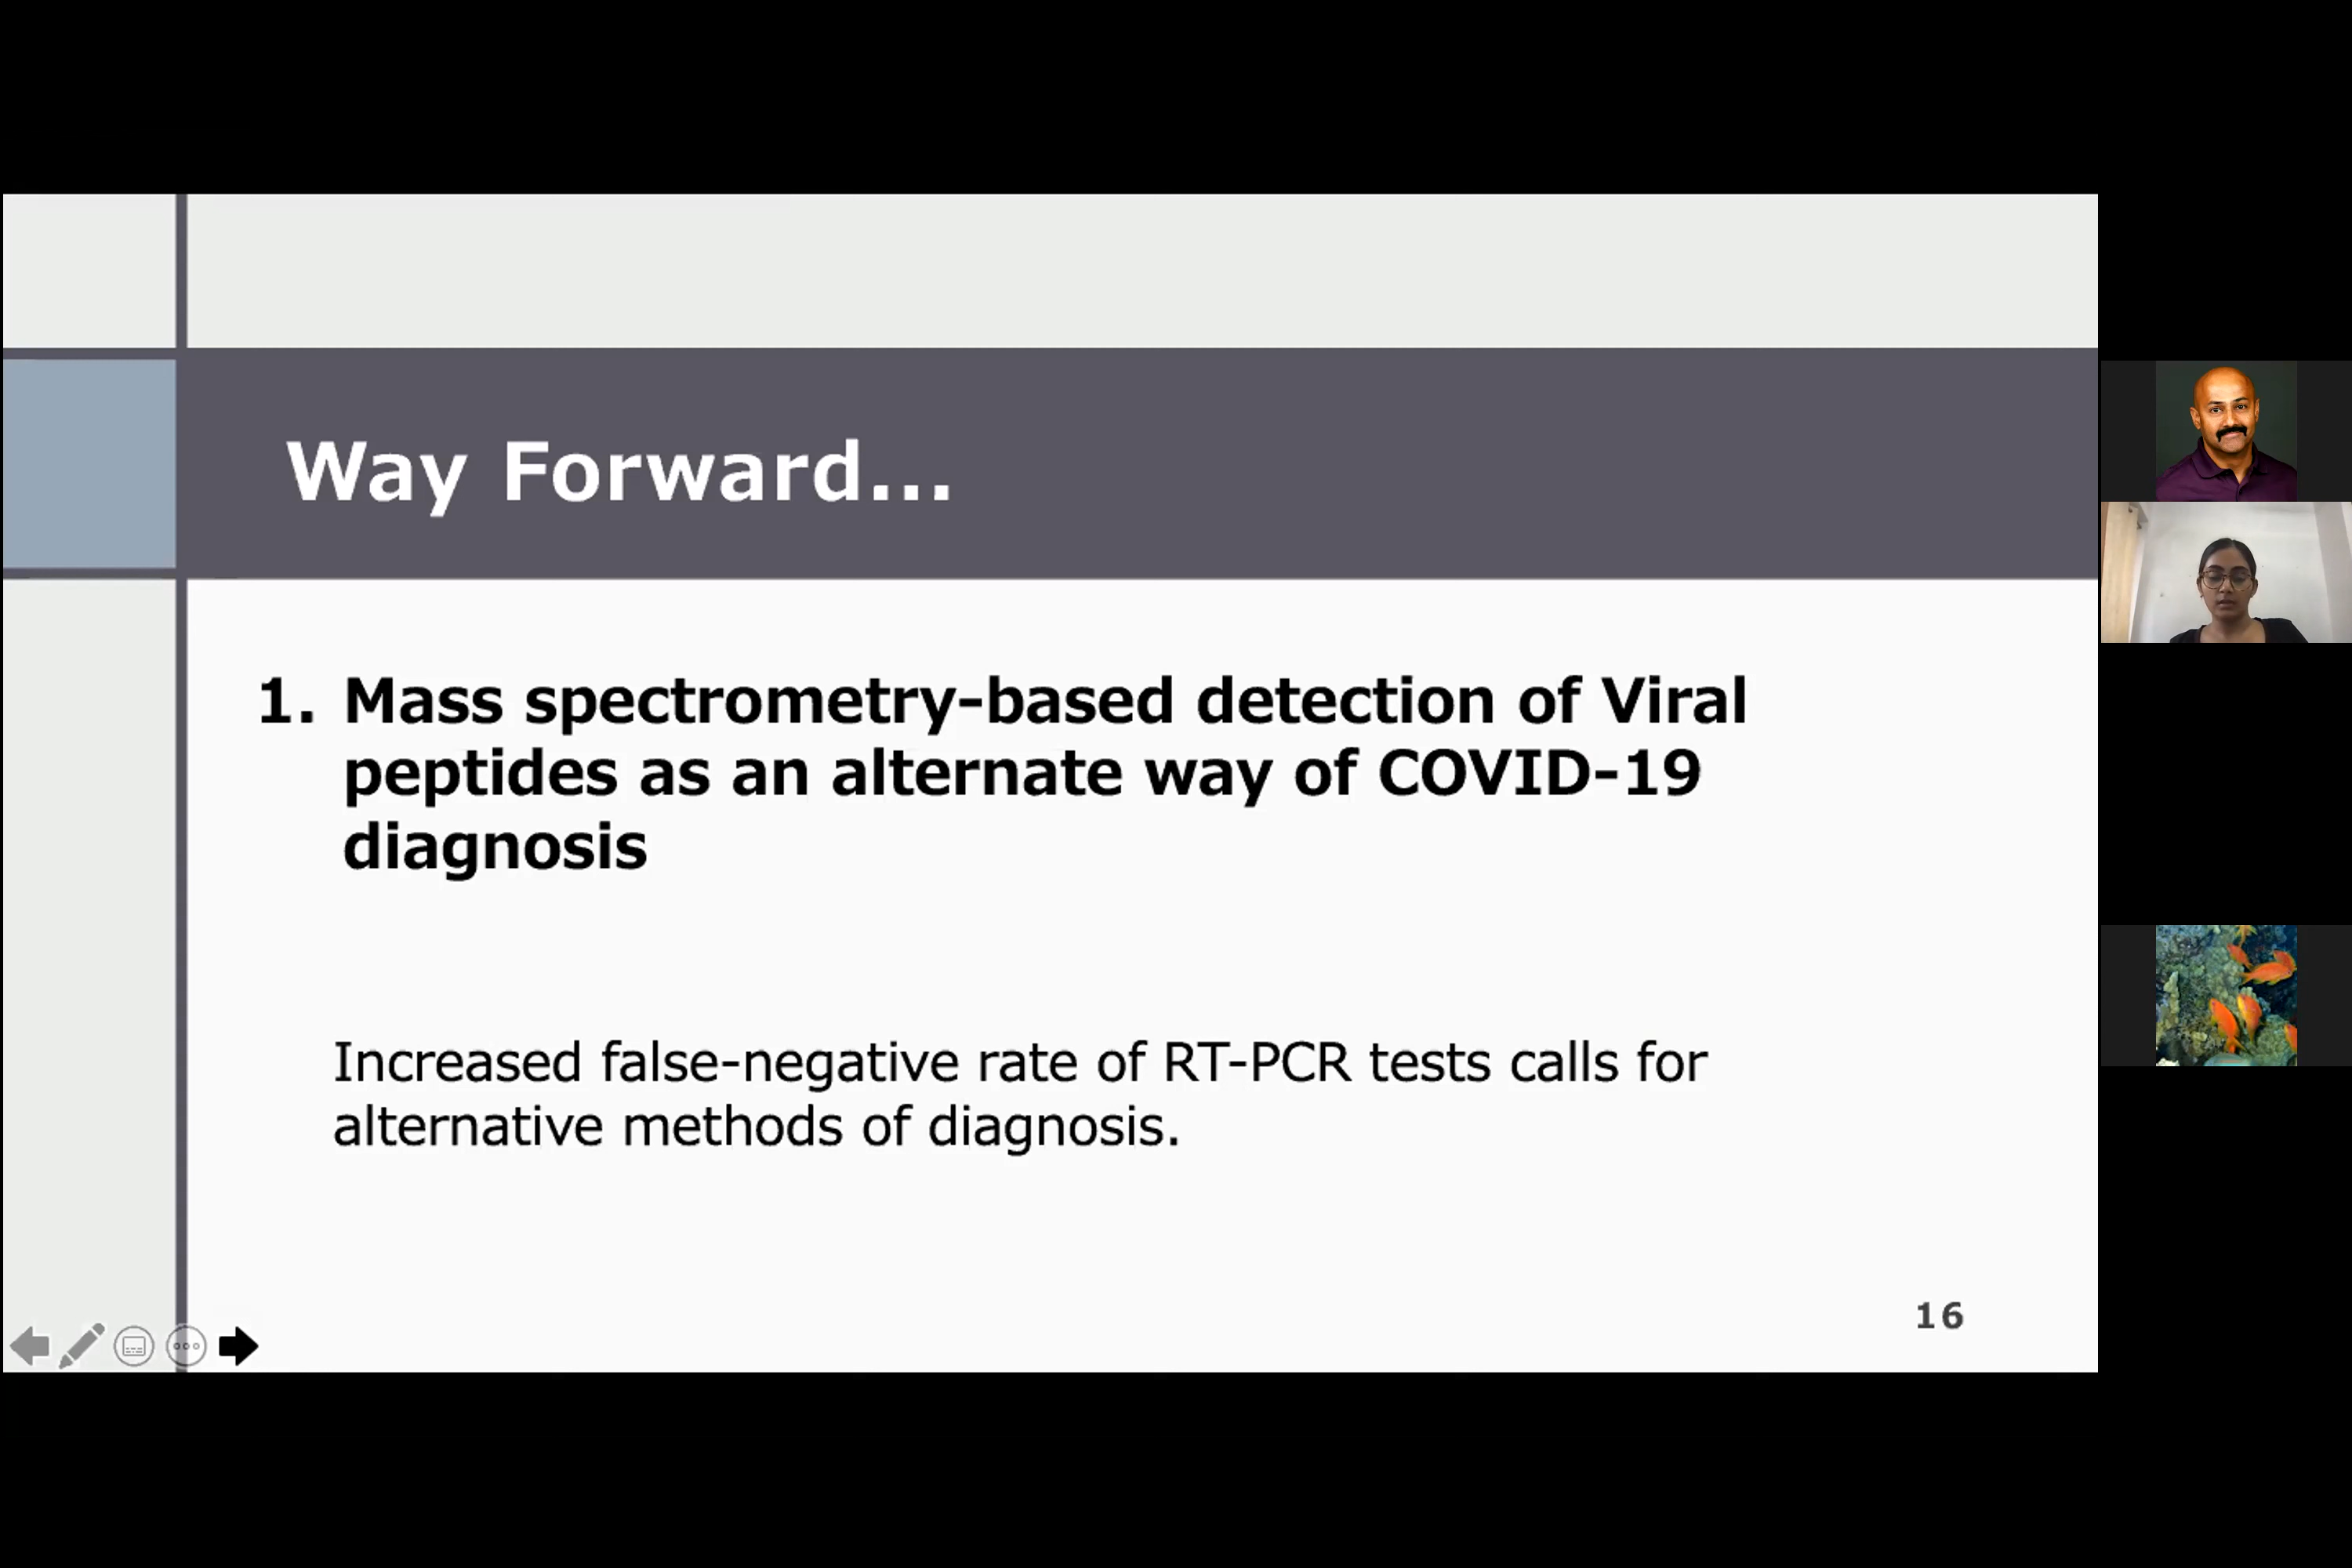 Way Forward...
1. Mass spectrometry-based detection of Viral
peptides as an alternate way of COVID-19
diagnosis
Increased false-negative rate of RT-PCR tests calls for
alternative methods of diagnosis.
16